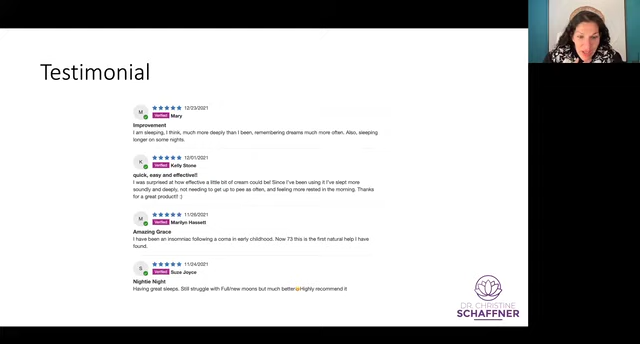 Testimonial
M 12/23/2021
Verified Mary
Improvement
I am sleeping, I think, much more deeply than I been, remembering dreams much more often. Also, sleeping
longer on some nights.
K 12/01/2021
Verified Kelly Stone
quick, easy and effective!!
I was surprised at how effective a little bit of cream could be! Since I've been using it I've slept more
soundly and deeply, not needing to get up to pee as often, and feeling more rested in the morning. Thanks
for a great product!! :)
M 11/26/2021
Verified Marilyn Hassett
Amazing Grace
I have been an insomniac following a coma in early childhood. Now 73 this is the first natural help I have
found.
S 11/24/2021
Verified Suze Joyce
Nightie Night
Having great sleeps. Still struggle with Full/new moons but much better😊Highly recommend it
DR. CHRISTINE
SCHAFFNER